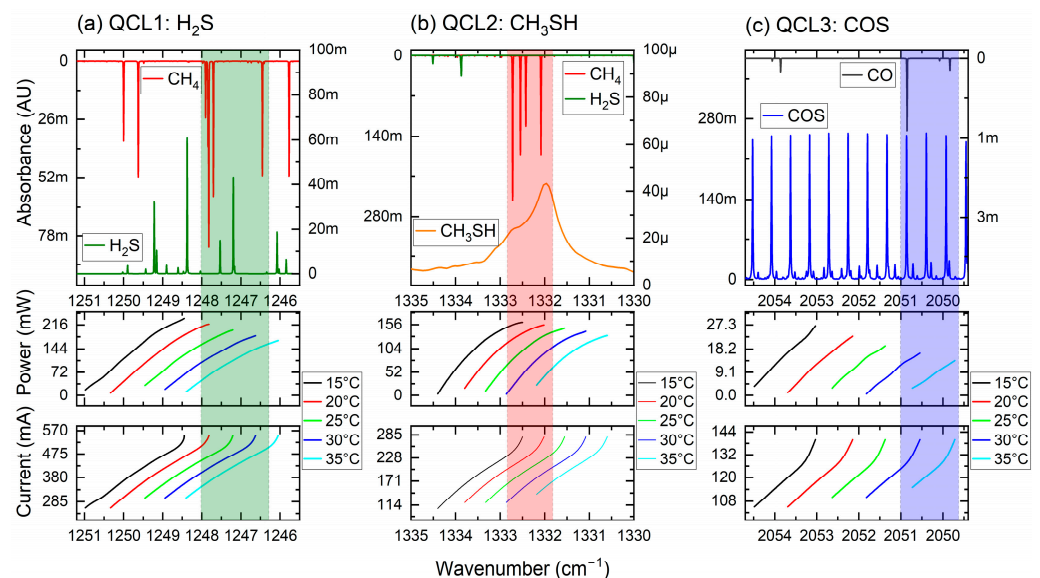 (a) QCL1: H₂S
(b) QCL2: CH₃SH
(c) QCL3: COS
Absorbance (AU)
0
26m
52m
78m
100m
90m
60m
40m
20m
0
CH₄
H₂S
1251 1250 1249 1248 1247 1246
0
140m
280m
100µ
80µ
60µ
40µ
20µ
0
CH₄
H₂S
CH₃SH
1335 1334 1333 1332 1331 1330
280m
140m
0
0
1m
3m
CO
COS
2054 2053 2052 2051 2050
Power (mW)
216
144
72
0
156
104
52
0
27.3
18.2
9.1
0.0
Current (mA)
570
475
380
285
285
228
171
114
144
132
120
108
15°C
20°C
25°C
30°C
35°C
15°C
20°C
25°C
30°C
35°C
15°C
20°C
25°C
30°C
35°C
1251 1250 1249 1248 1247 1246
1335 1334 1333 1332 1331 1330
2054 2053 2052 2051 2050
Wavenumber (cm⁻¹)